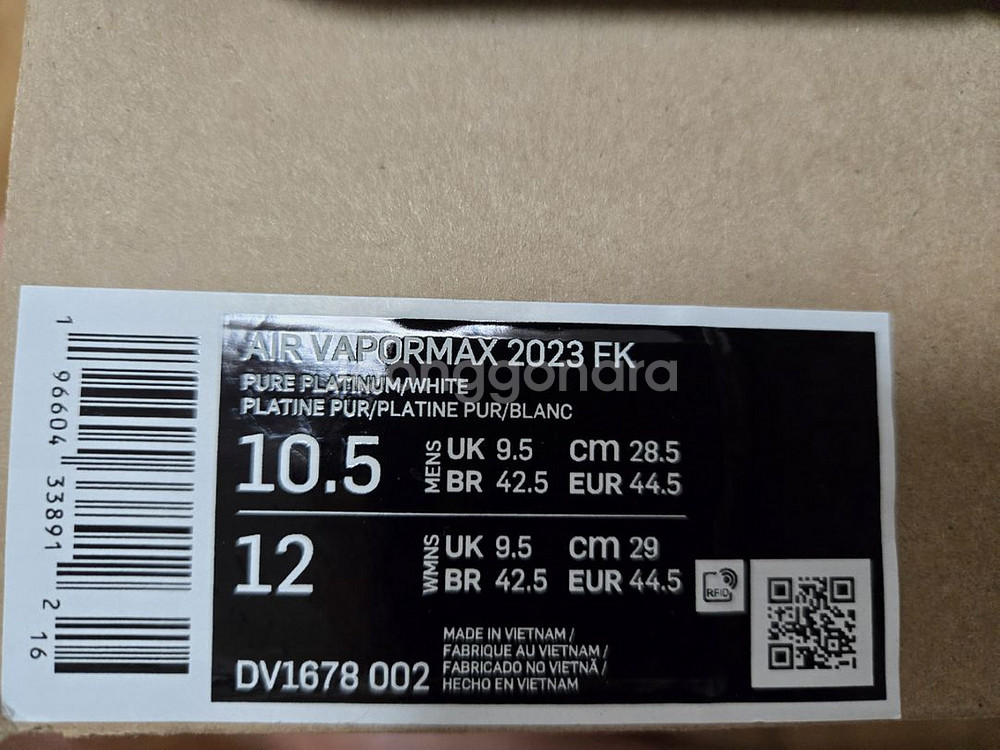 AIR VAPORMAX 2023 FK
PURE PLATINUM/WHITE
PLATINE PUR/PLATINE PUR/BLANC
10.5 MENS UK 9.5 cm 28.5
BR 42.5 EUR 44.5
12 WMNS UK 9.5 cm 29
BR 42.5 EUR 44.5
RFID
MADE IN VIETNAM /
FABRIQUE AU VIETNAM /
FABRICADO NO VIETNÃ /
HECHO EN VIETNAM
DV1678 002
1 96604 33891 2 16